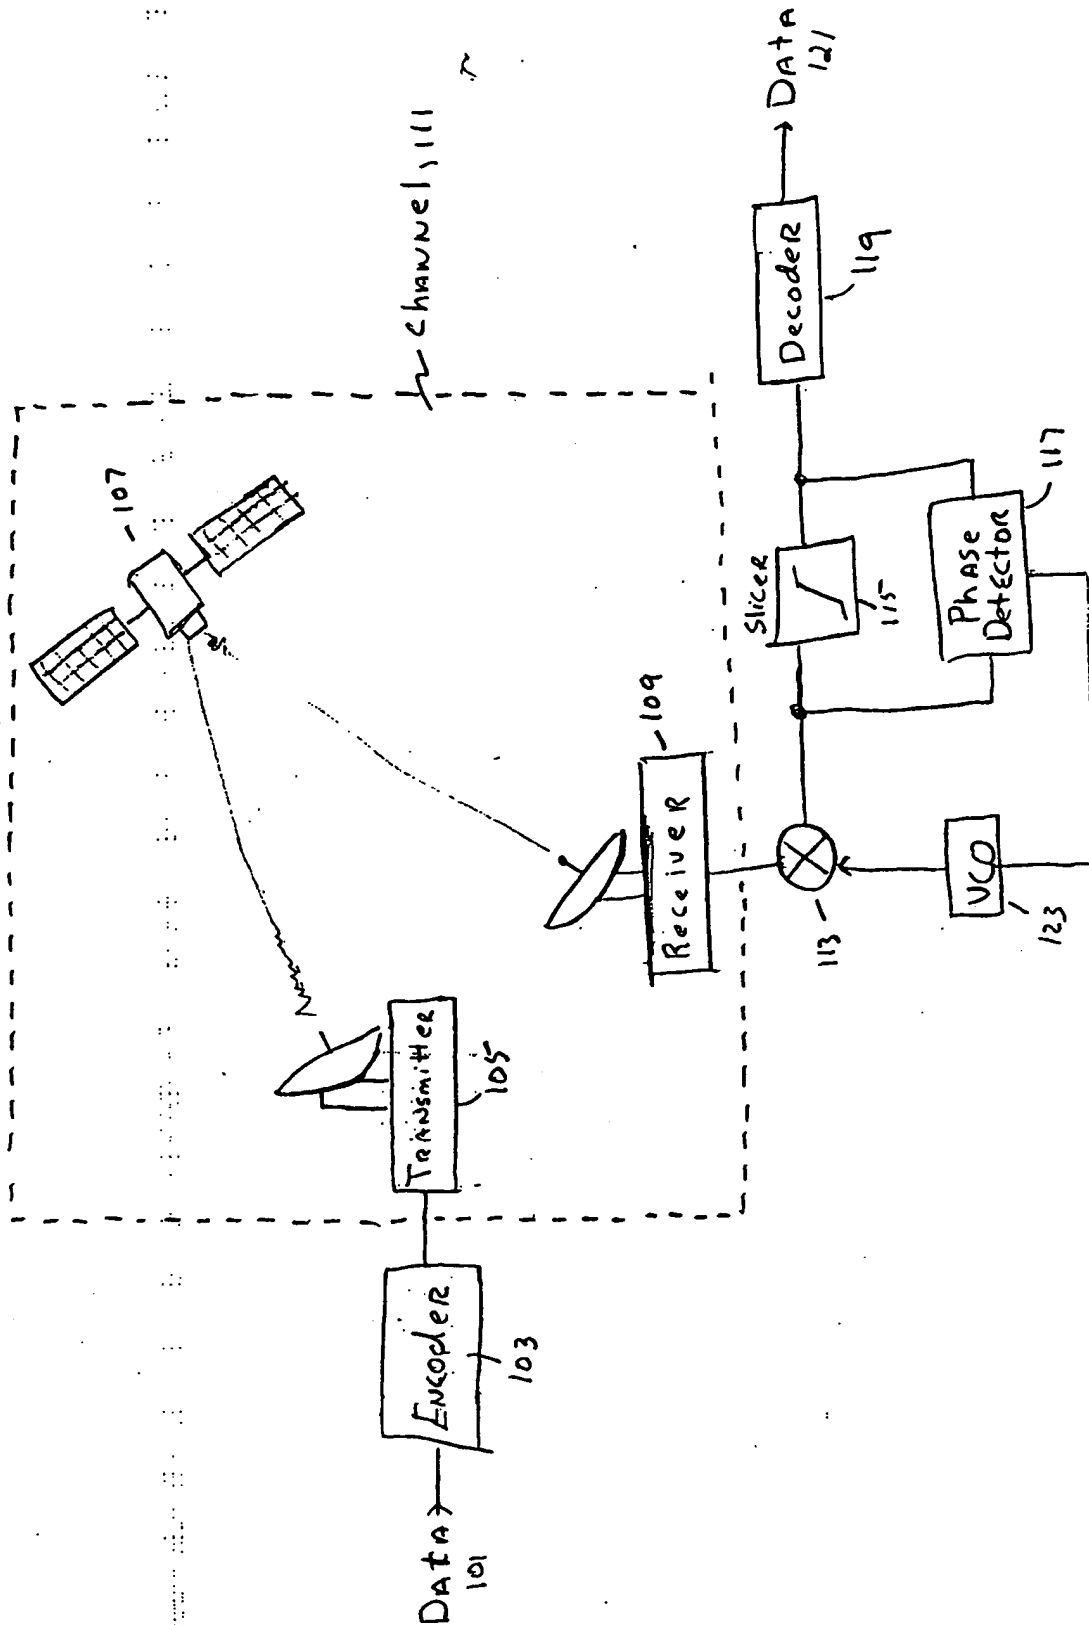 107
channel, 111
Data
101
Encoder
103
Transmitter
105
Receiver
109
113
VCO
123
Slicer
115
Phase
Detector
117
Decoder
119
Data
121